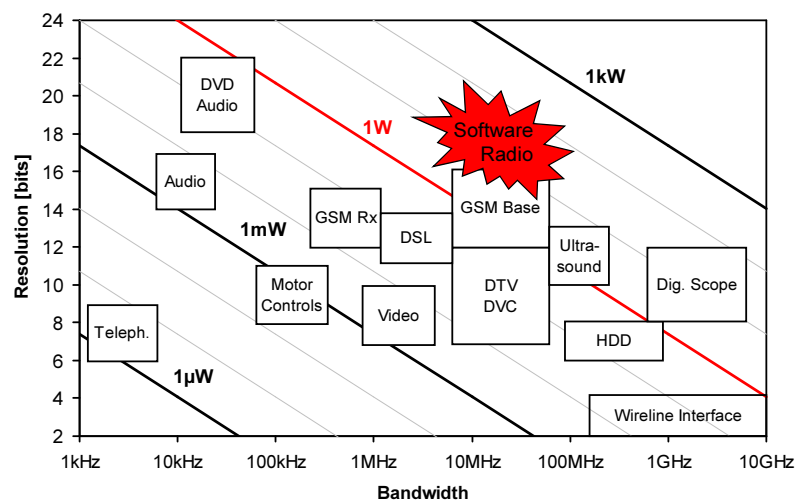 24
22
20
18
16
14
12
10
8
6
4
2
Resolution [bits]
1kHz
10kHz
100kHz
1MHz
10MHz
100MHz
1GHz
10GHz
Bandwidth
1kW
1W
1mW
1µW
DVD
Audio
Software
Radio
Audio
GSM Rx
GSM Base
DSL
Ultra-
sound
Motor
Controls
DTV
DVC
Dig. Scope
Video
Teleph.
HDD
Wireline Interface